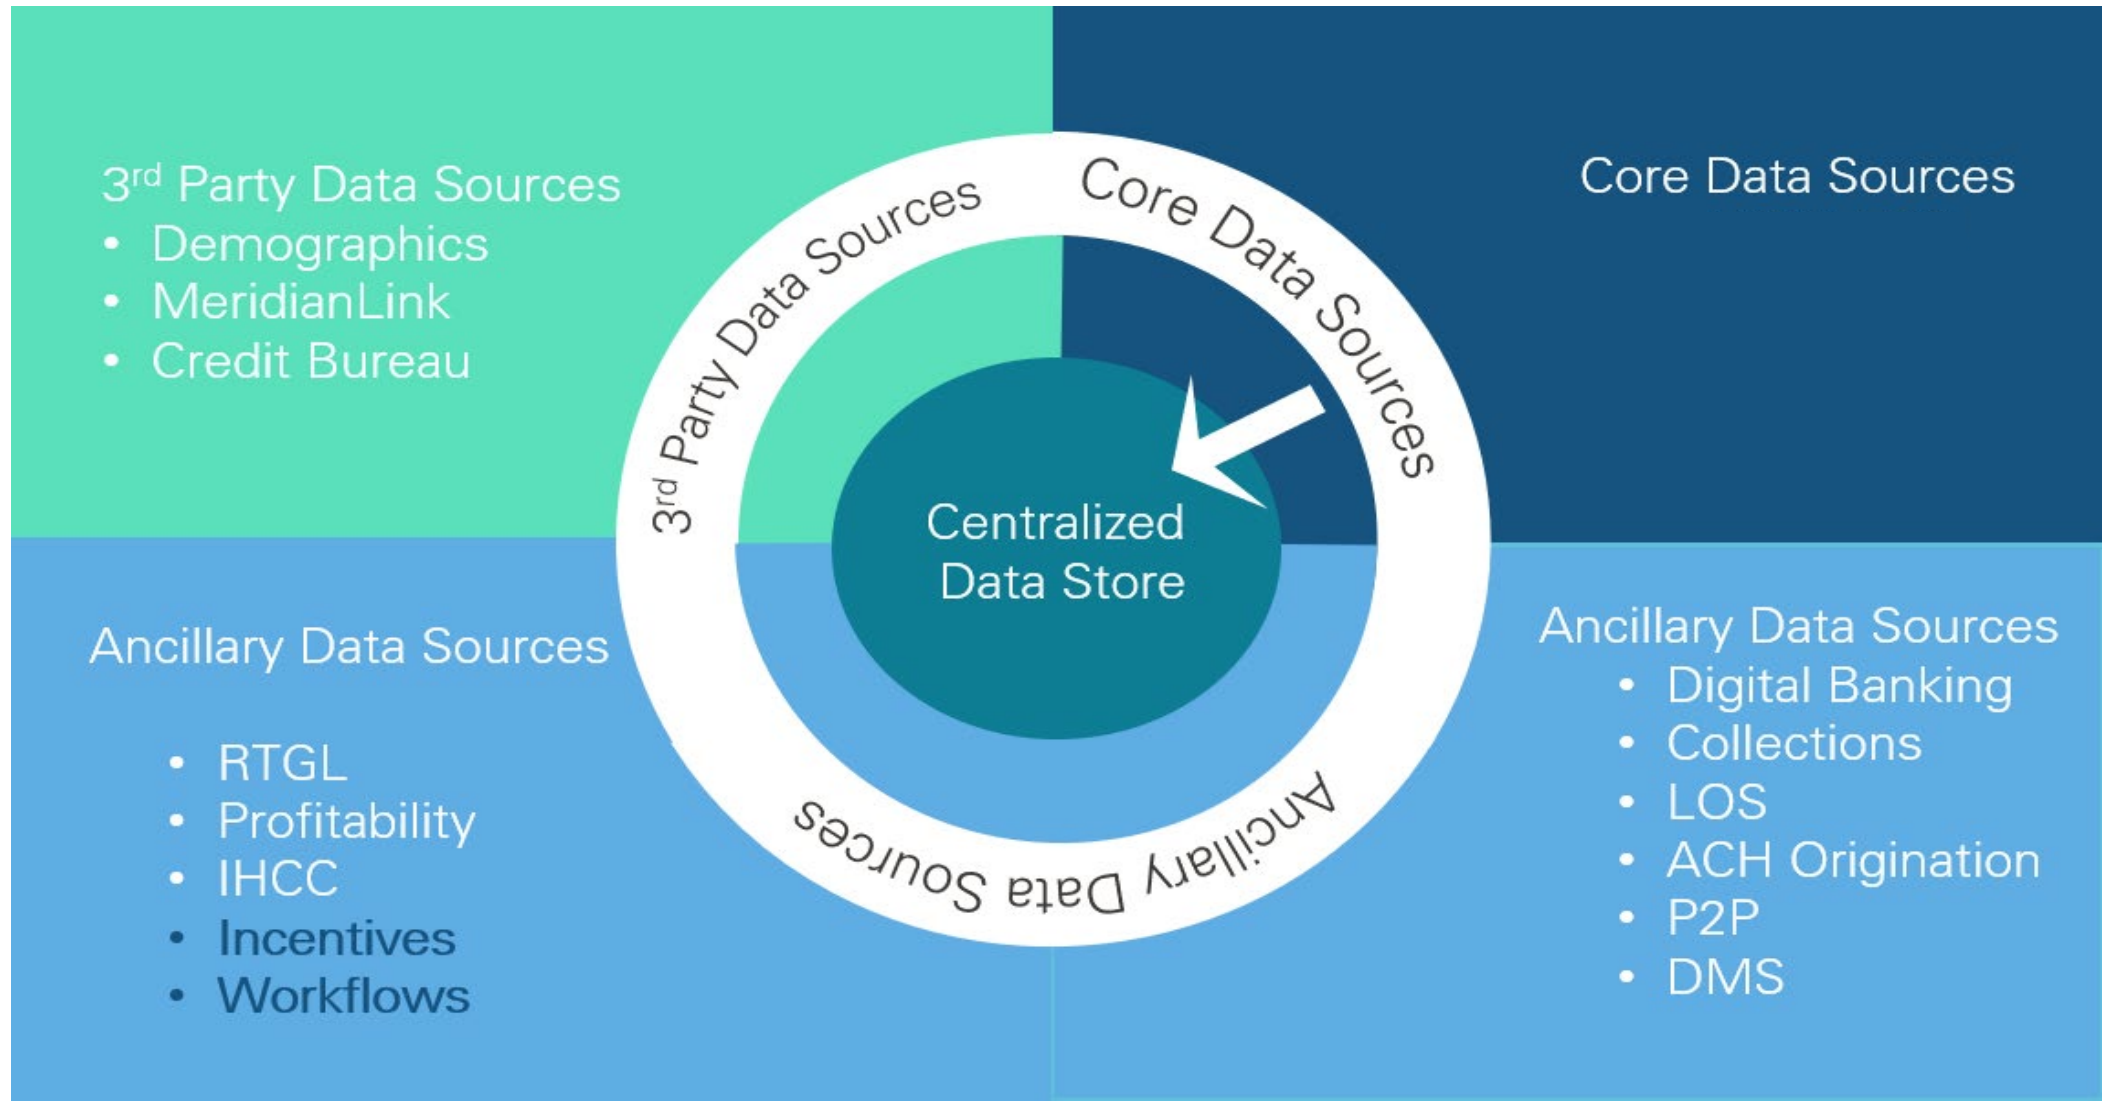 3rd Party Data Sources
• Demographics
• MeridianLink
• Credit Bureau
Core Data Sources
3rd Party Data Sources
Core Data Sources
Centralized
Data Store
Ancillary Data Sources
Ancillary Data Sources
• RTGL
• Profitability
• IHCC
• Incentives
• Workflows
Ancillary Data Sources
• Digital Banking
• Collections
• LOS
• ACH Origination
• P2P
• DMS